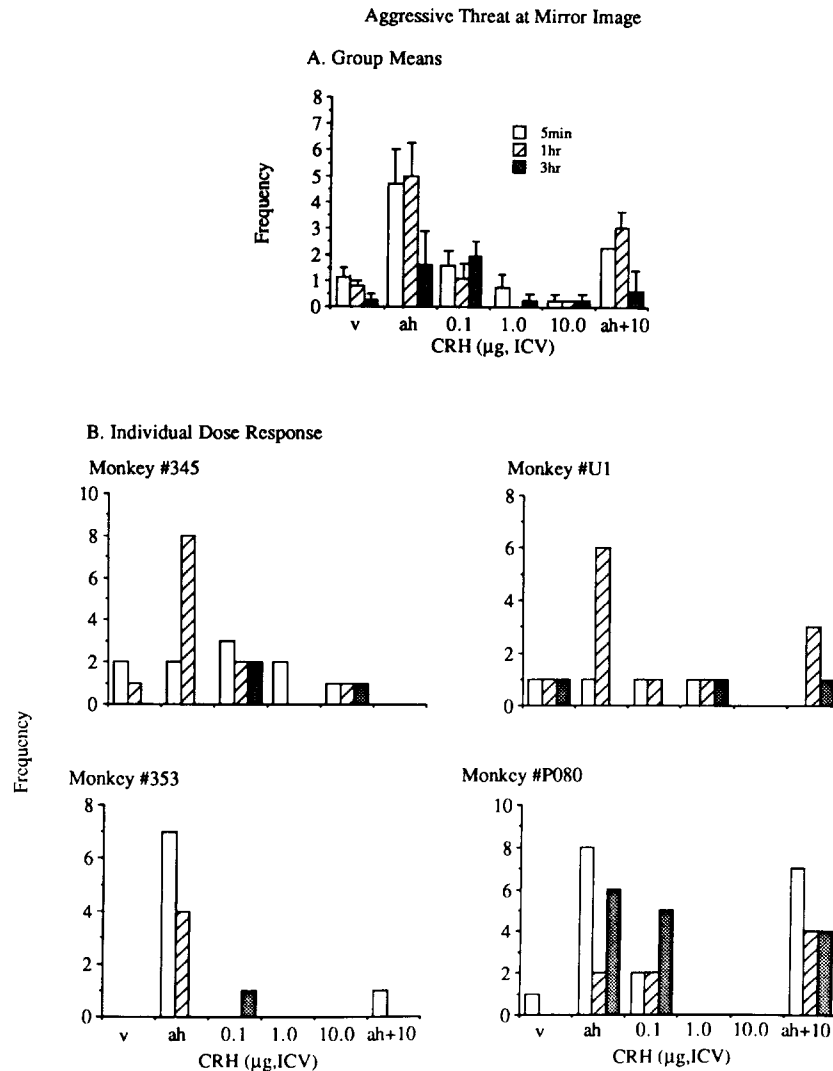 Aggressive Threat at Mirror Image
A. Group Means
8
7
6
5
4
3
2
1
0
Frequency
5min
1hr
3hr
v ah 0.1 1.0 10.0 ah+10
CRH (µg, ICV)
B. Individual Dose Response
Monkey #345
10
8
6
4
2
0
Monkey #U1
8
6
4
2
0
Frequency
Monkey #353
8
7
6
5
4
3
2
1
0
v ah 0.1 1.0 10.0 ah+10
CRH (µg,ICV)
Monkey #P080
10
8
6
4
2
0
v ah 0.1 1.0 10.0 ah+10
CRH (µg,ICV)